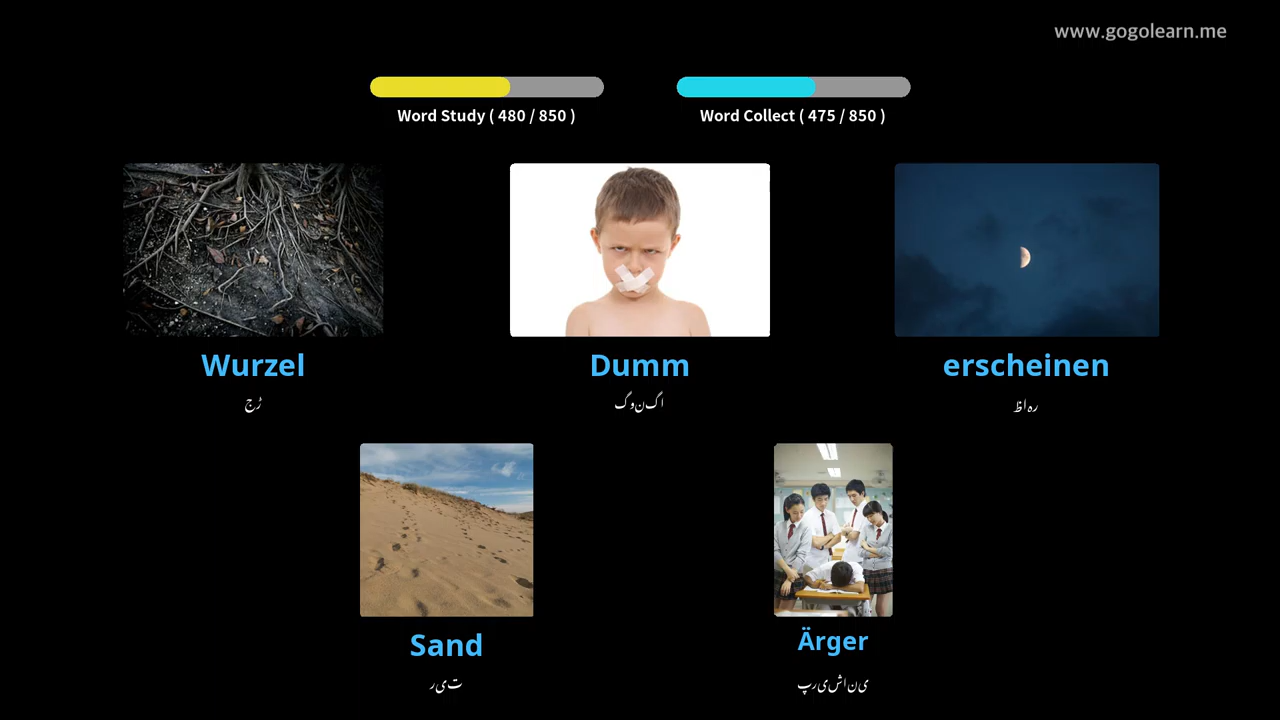 www.gogolearn.me
Word Study ( 480 / 850 )
Word Collect ( 475 / 850 )
Wurzel
ڑج
Dumm
اگنوگ
erscheinen
رہاظ
Sand
تیر
Ärger
یناشیرپ